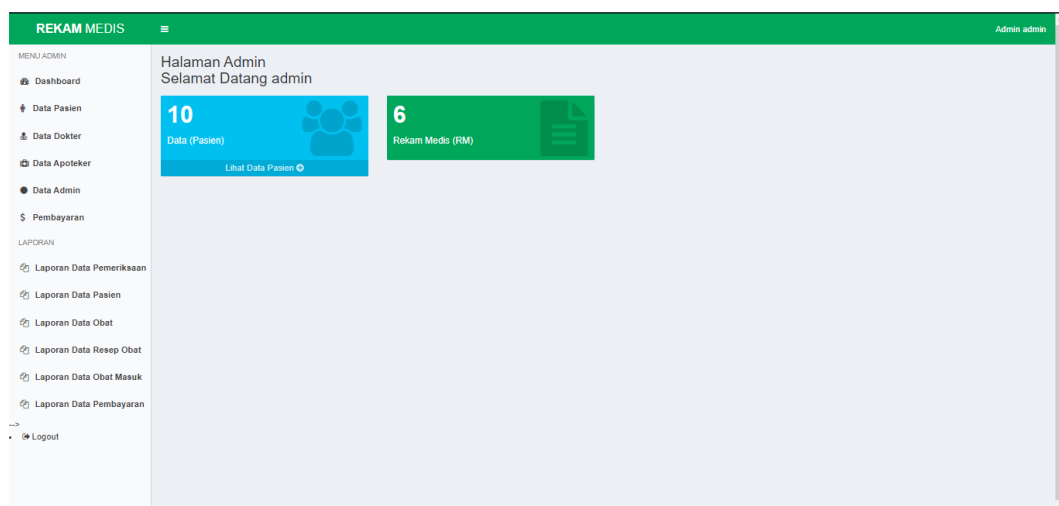 REKAM MEDIS
Admin admin
MENU ADMIN
Dashboard
Data Pasien
Data Dokter
Data Apoteker
Data Admin
$ Pembayaran
LAPORAN
Laporan Data Pemeriksaan
Laporan Data Pasien
Laporan Data Obat
Laporan Data Resep Obat
Laporan Data Obat Masuk
Laporan Data Pembayaran
-->
Logout
Halaman Admin
Selamat Datang admin
10
Data (Pasien)
Lihat Data Pasien
6
Rekam Medis (RM)